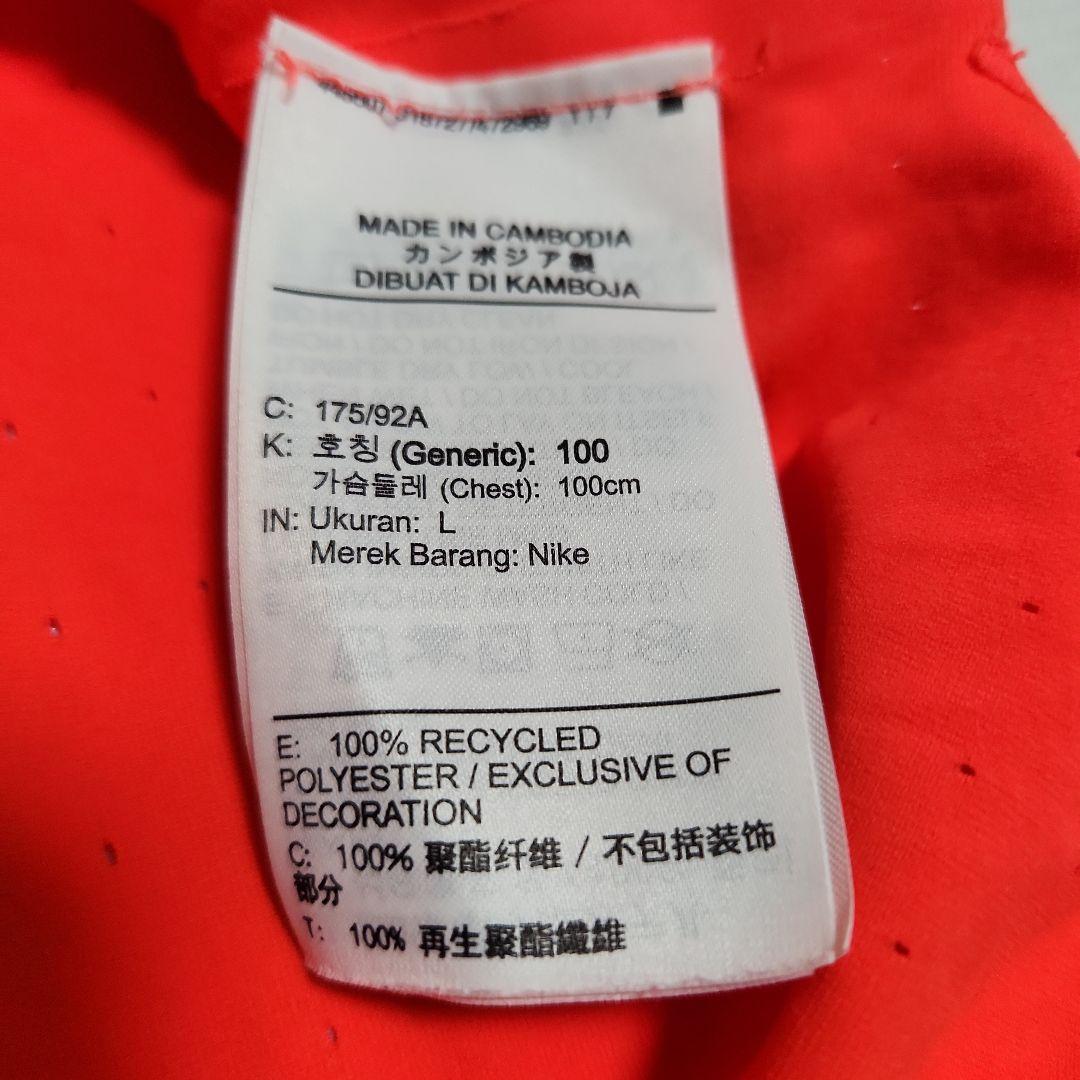 MADE IN CAMBODIA
カンボジア製
DIBUAT DI KAMBOJA
C: 175/92A
K: 호칭 (Generic): 100
가슴둘레 (Chest): 100cm
IN: Ukuran: L
Merek Barang: Nike
E: 100% RECYCLED
POLYESTER / EXCLUSIVE OF
DECORATION
C: 100% 聚酯纤维 / 不包括装饰
部分
T: 100% 再生聚酯纖維